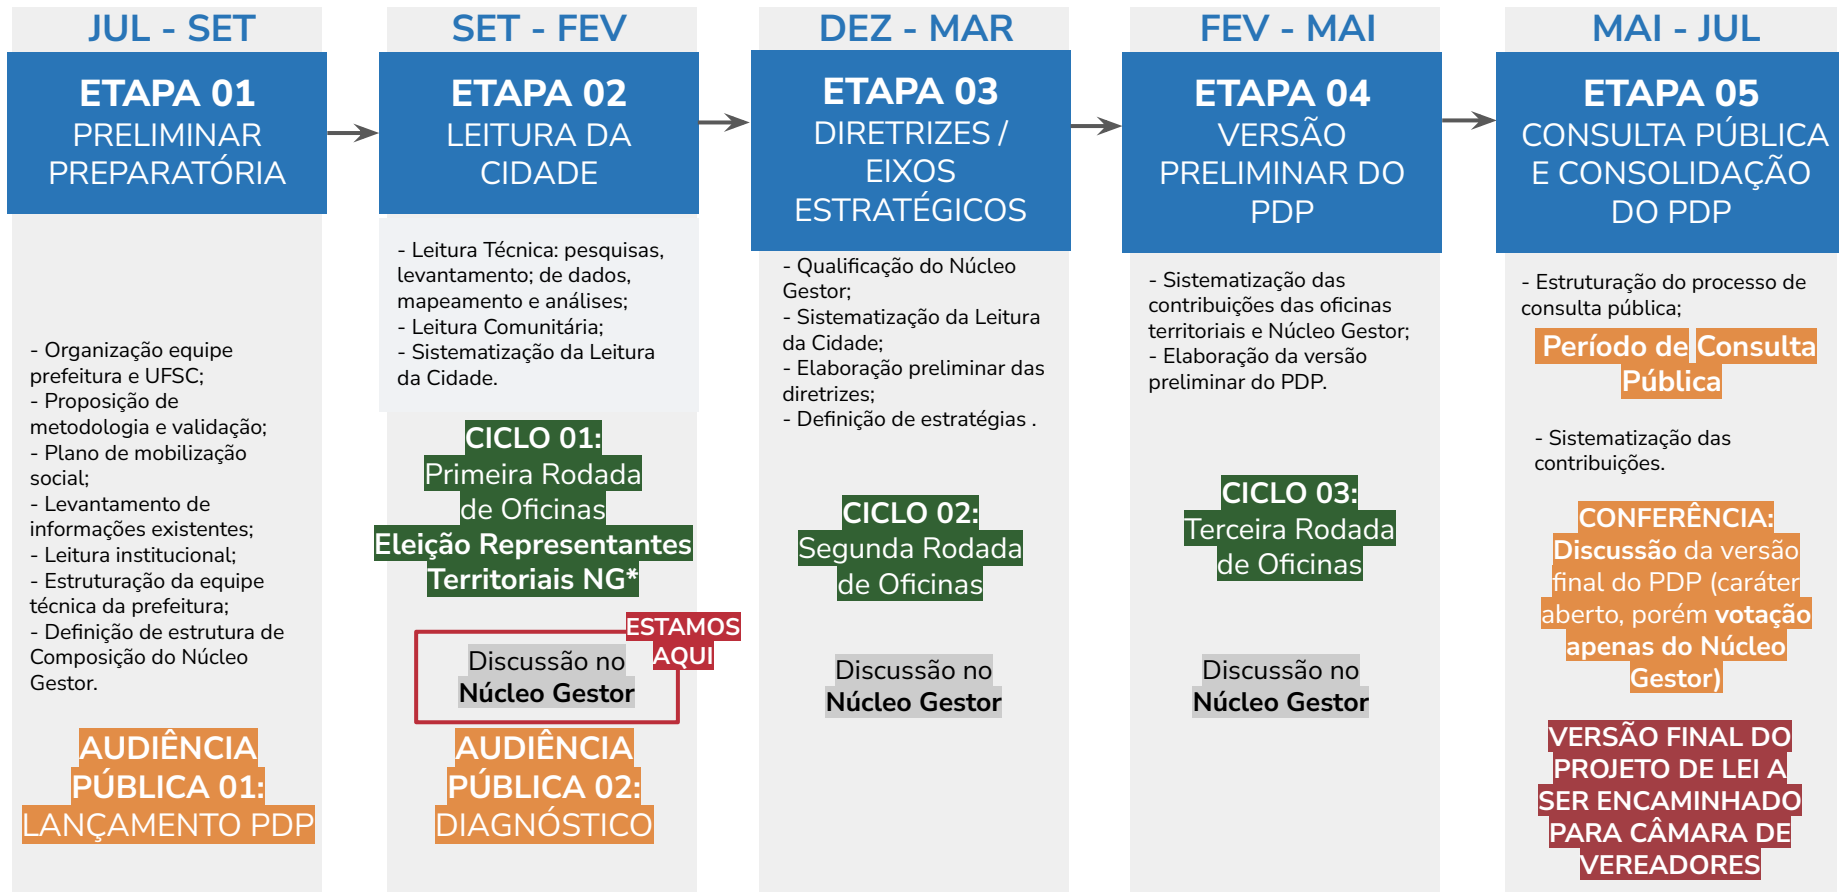 JUL - SET
ETAPA 01
PRELIMINAR
PREPARATÓRIA
- Organização equipe
prefeitura e UFSC;
- Proposição de
metodologia e validação;
- Plano de mobilização
social;
- Levantamento de
informações existentes;
- Leitura institucional;
- Estruturação da equipe
técnica da prefeitura;
- Definição de estrutura de
Composição do Núcleo
Gestor.
AUDIÊNCIA
PÚBLICA 01:
LANÇAMENTO PDP
SET - FEV
ETAPA 02
LEITURA DA
CIDADE
- Leitura Técnica: pesquisas,
levantamento; de dados,
mapeamento e análises;
- Leitura Comunitária;
- Sistematização da Leitura
da Cidade.
CICLO 01:
Primeira Rodada
de Oficinas
Eleição Representantes
Territoriais NG*
ESTAMOS
AQUI
Discussão no
Núcleo Gestor
AUDIÊNCIA
PÚBLICA 02:
DIAGNÓSTICO
DEZ - MAR
ETAPA 03
DIRETRIZES /
EIXOS
ESTRATÉGICOS
- Qualificação do Núcleo
Gestor;
- Sistematização da Leitura
da Cidade;
- Elaboração preliminar das
diretrizes;
- Definição de estratégias .
CICLO 02:
Segunda Rodada
de Oficinas
Discussão no
Núcleo Gestor
FEV - MAI
ETAPA 04
VERSÃO
PRELIMINAR DO
PDP
- Sistematização das
contribuições das oficinas
territoriais e Núcleo Gestor;
- Elaboração da versão
preliminar do PDP.
CICLO 03:
Terceira Rodada
de Oficinas
Discussão no
Núcleo Gestor
MAI - JUL
ETAPA 05
CONSULTA PÚBLICA
E CONSOLIDAÇÃO
DO PDP
- Estruturação do processo de
consulta pública;
Período de Consulta
Pública
- Sistematização das
contribuições.
CONFERÊNCIA:
Discussão da versão
final do PDP (caráter
aberto, porém votação
apenas do Núcleo
Gestor)
VERSÃO FINAL DO
PROJETO DE LEI A
SER ENCAMINHADO
PARA CÂMARA DE
VEREADORES